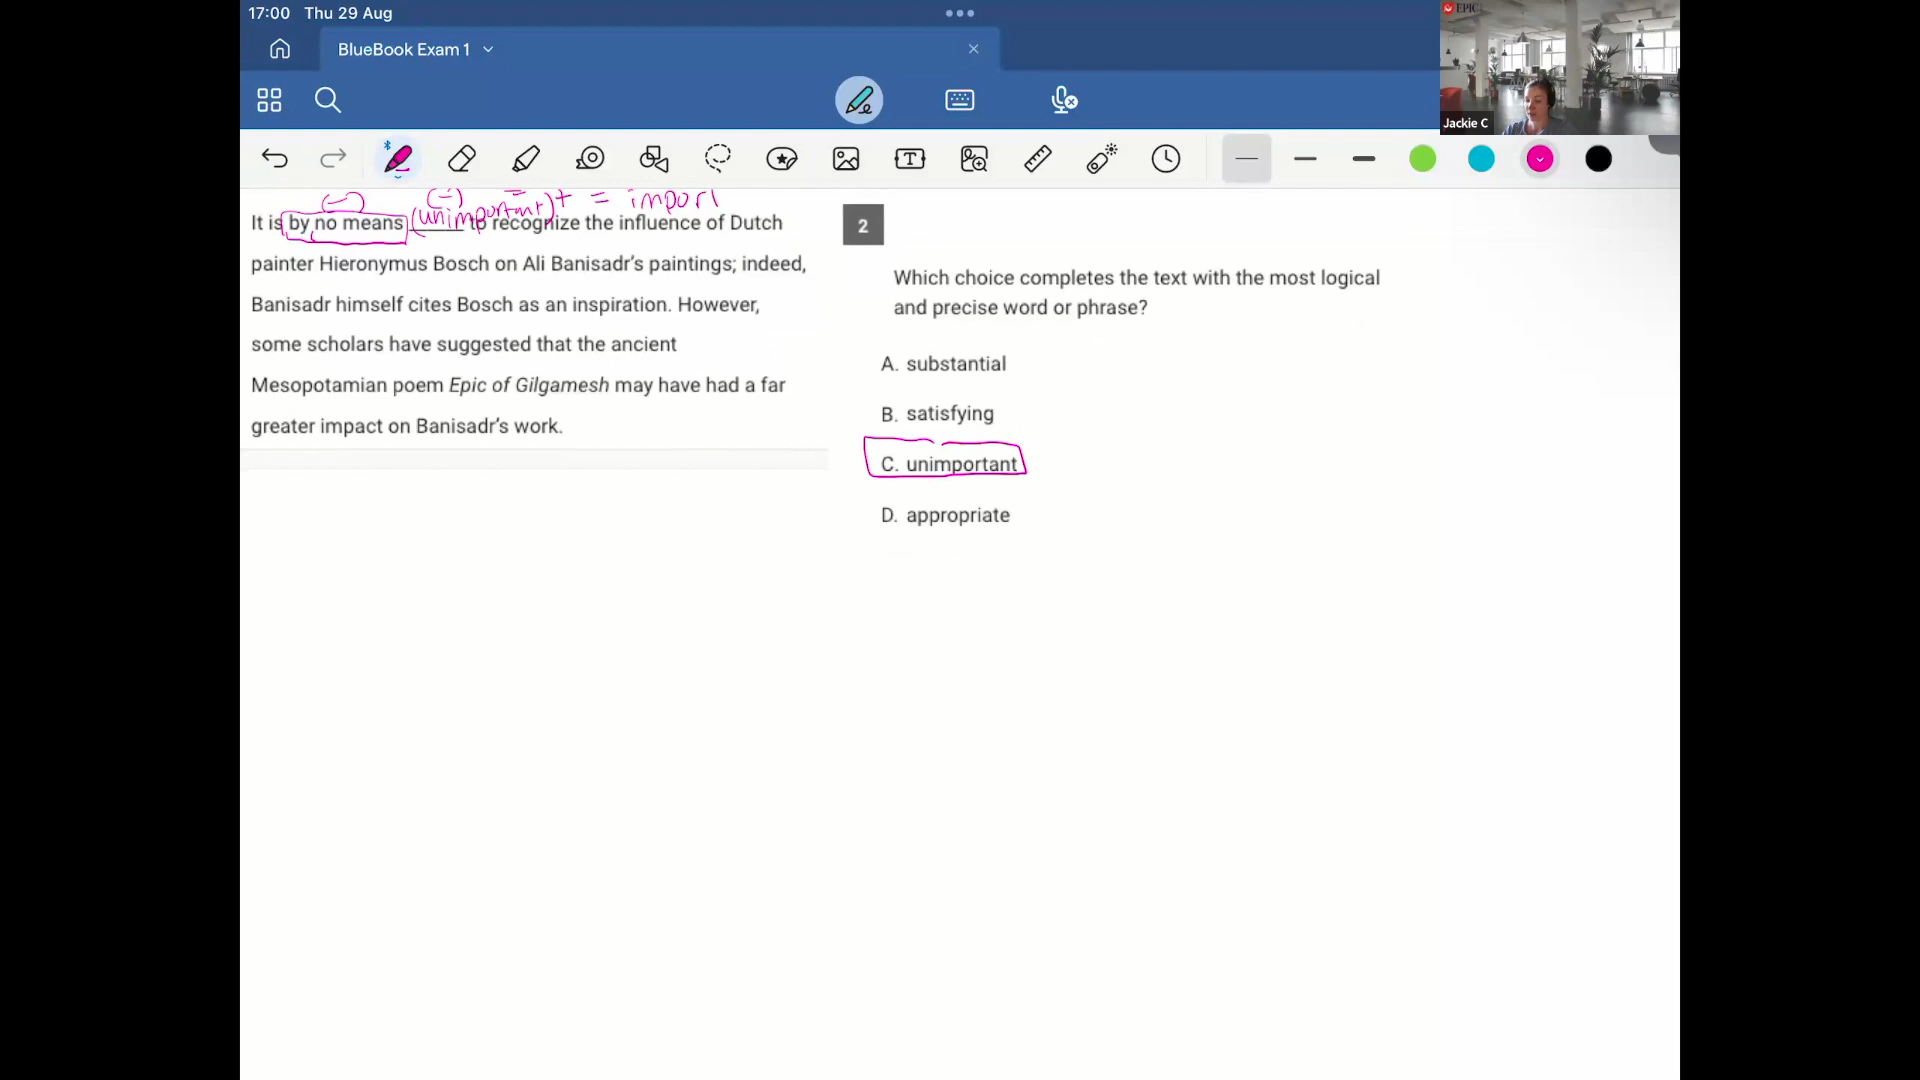 17:00 Thu 29 Aug
EPIC
BlueBook Exam 1
Jackie C
(-) (-) = + = import
(unimportant)
It is by no means ______ to recognize the influence of Dutch
painter Hieronymus Bosch on Ali Banisadr's paintings; indeed,
Banisadr himself cites Bosch as an inspiration. However,
some scholars have suggested that the ancient
Mesopotamian poem Epic of Gilgamesh may have had a far
greater impact on Banisadr's work.
2
Which choice completes the text with the most logical
and precise word or phrase?
A. substantial
B. satisfying
C. unimportant
D. appropriate